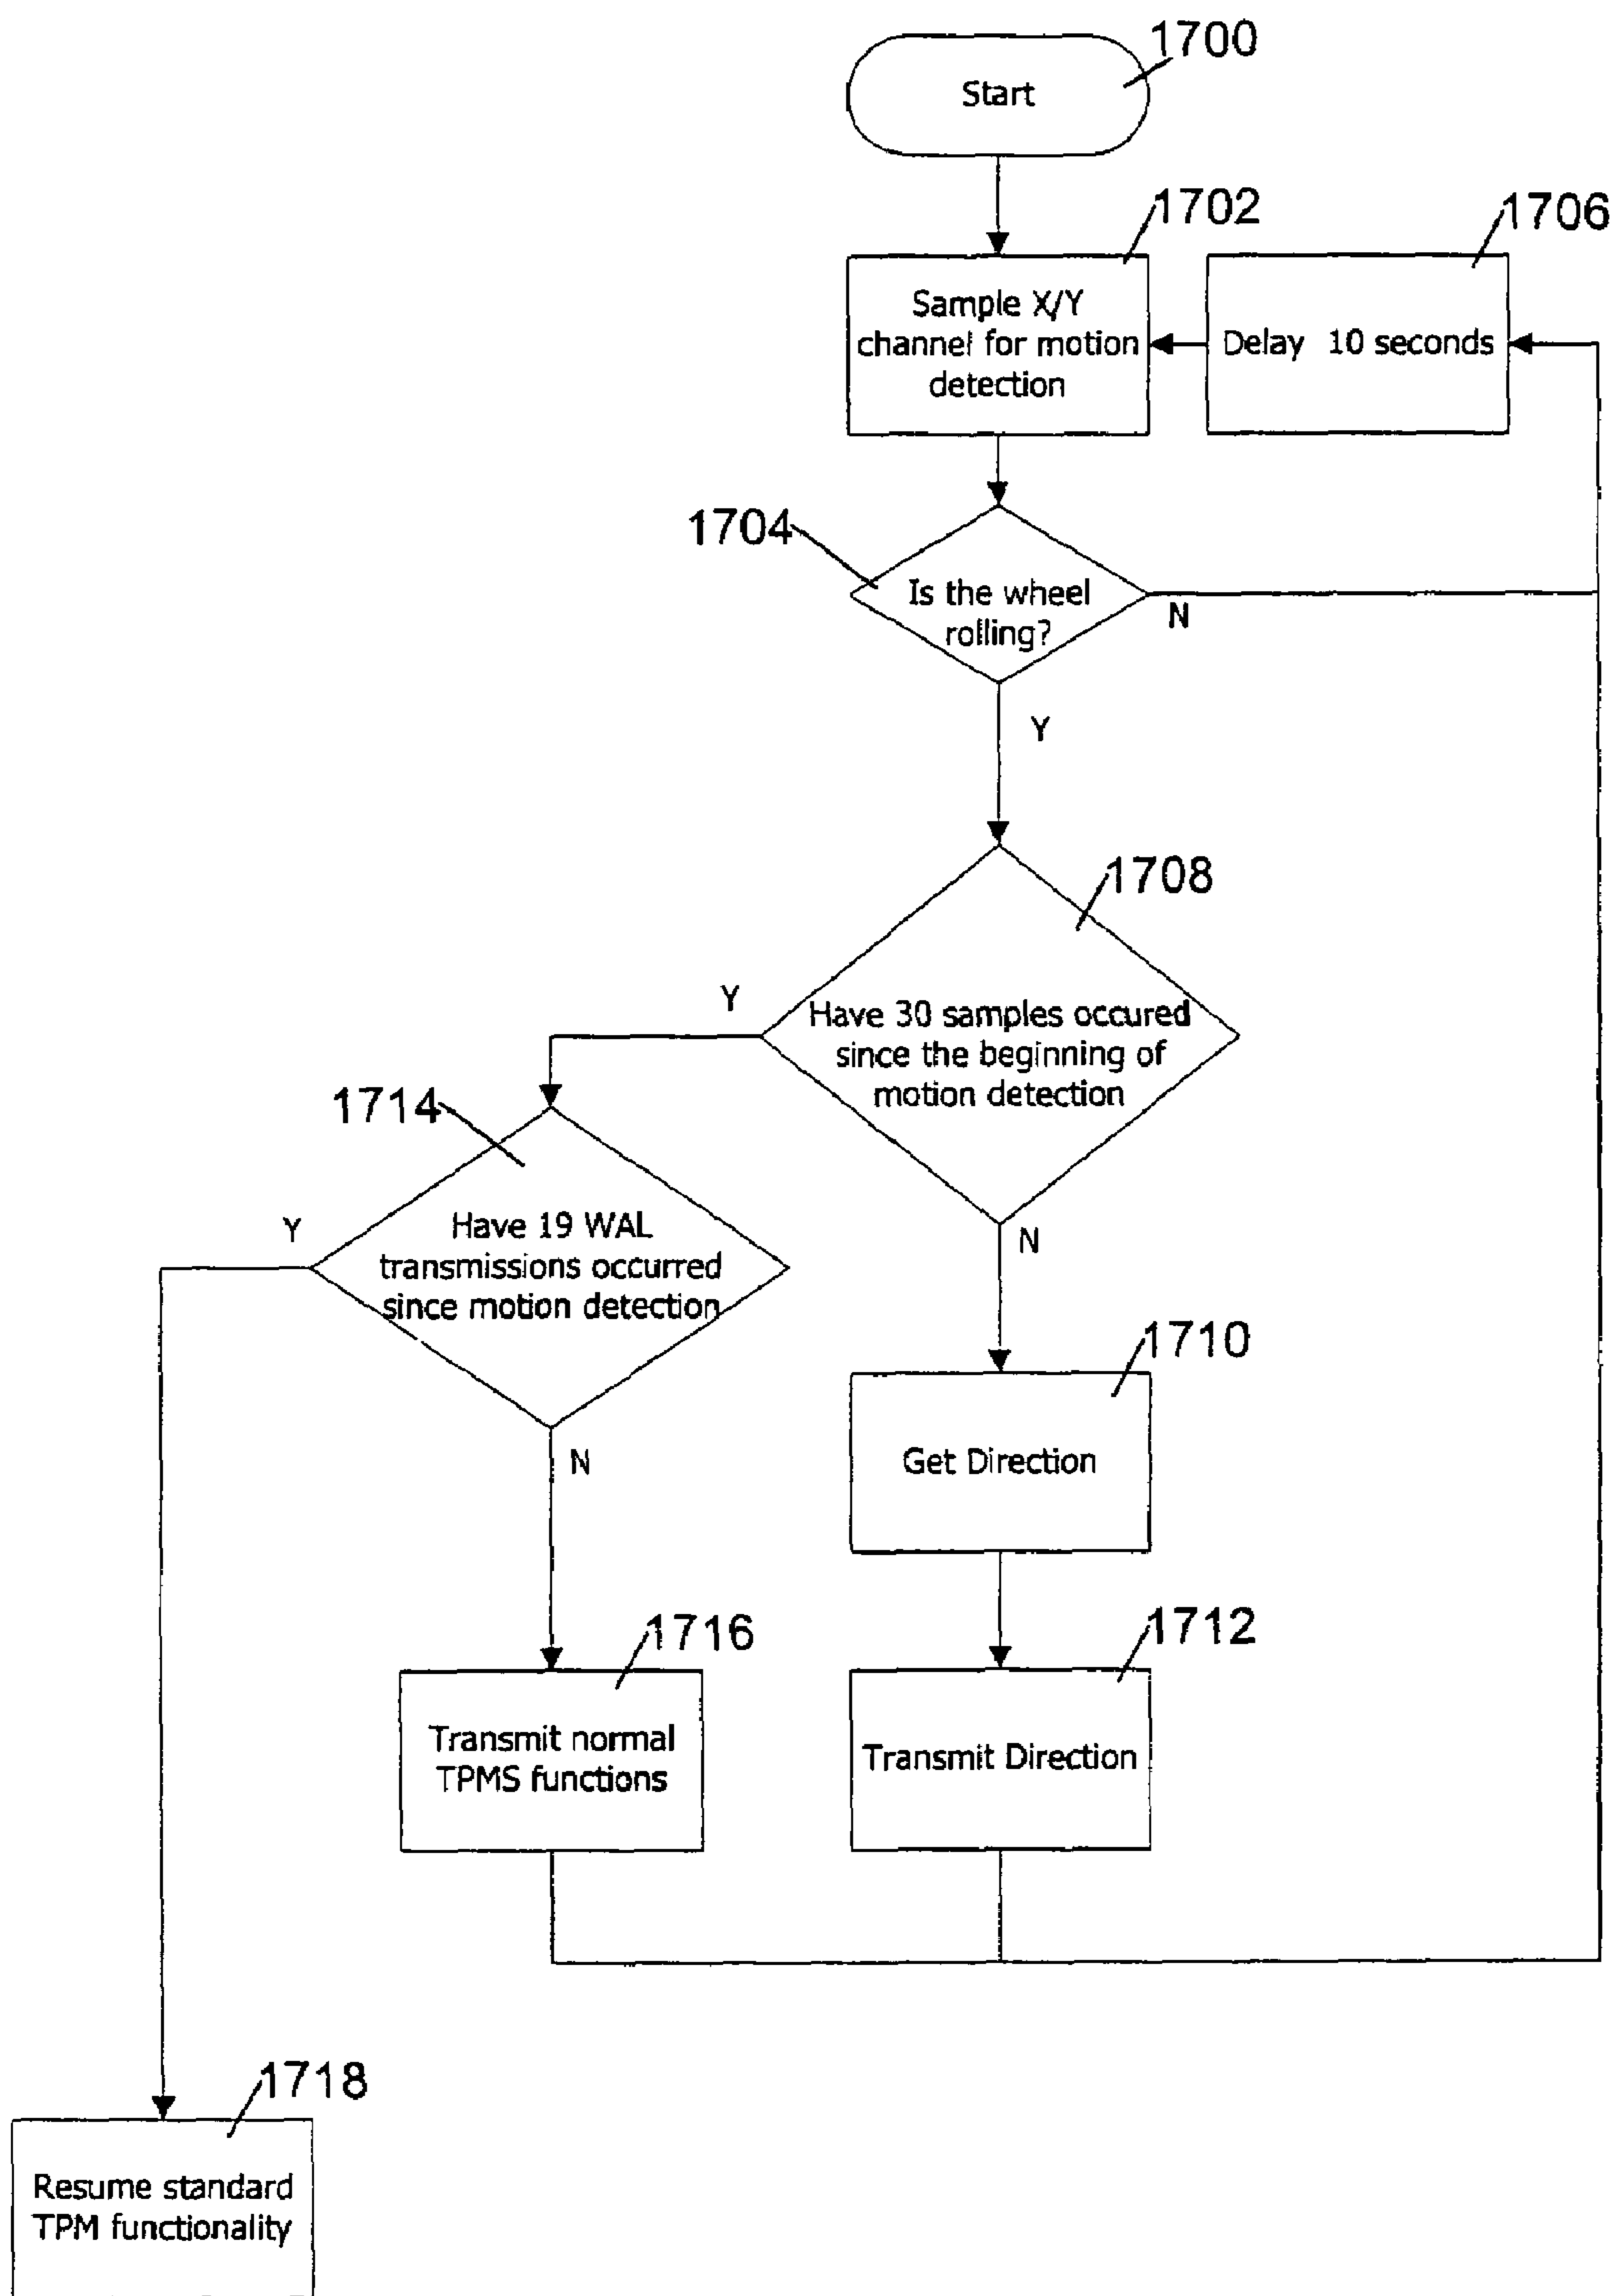 1700
Start
1702
1706
Sample X/Y
channel for motion
detection
Delay 10 seconds
1704
Is the wheel
rolling?
N
Y
1708
Y
Have 30 samples occured
since the beginning of
motion detection
1714
N
Y
Have 19 WAL
transmissions occurred
since motion detection
1710
N
Get Direction
1716
1712
Transmit normal
TPMS functions
Transmit Direction
1718
Resume standard
TPM functionality